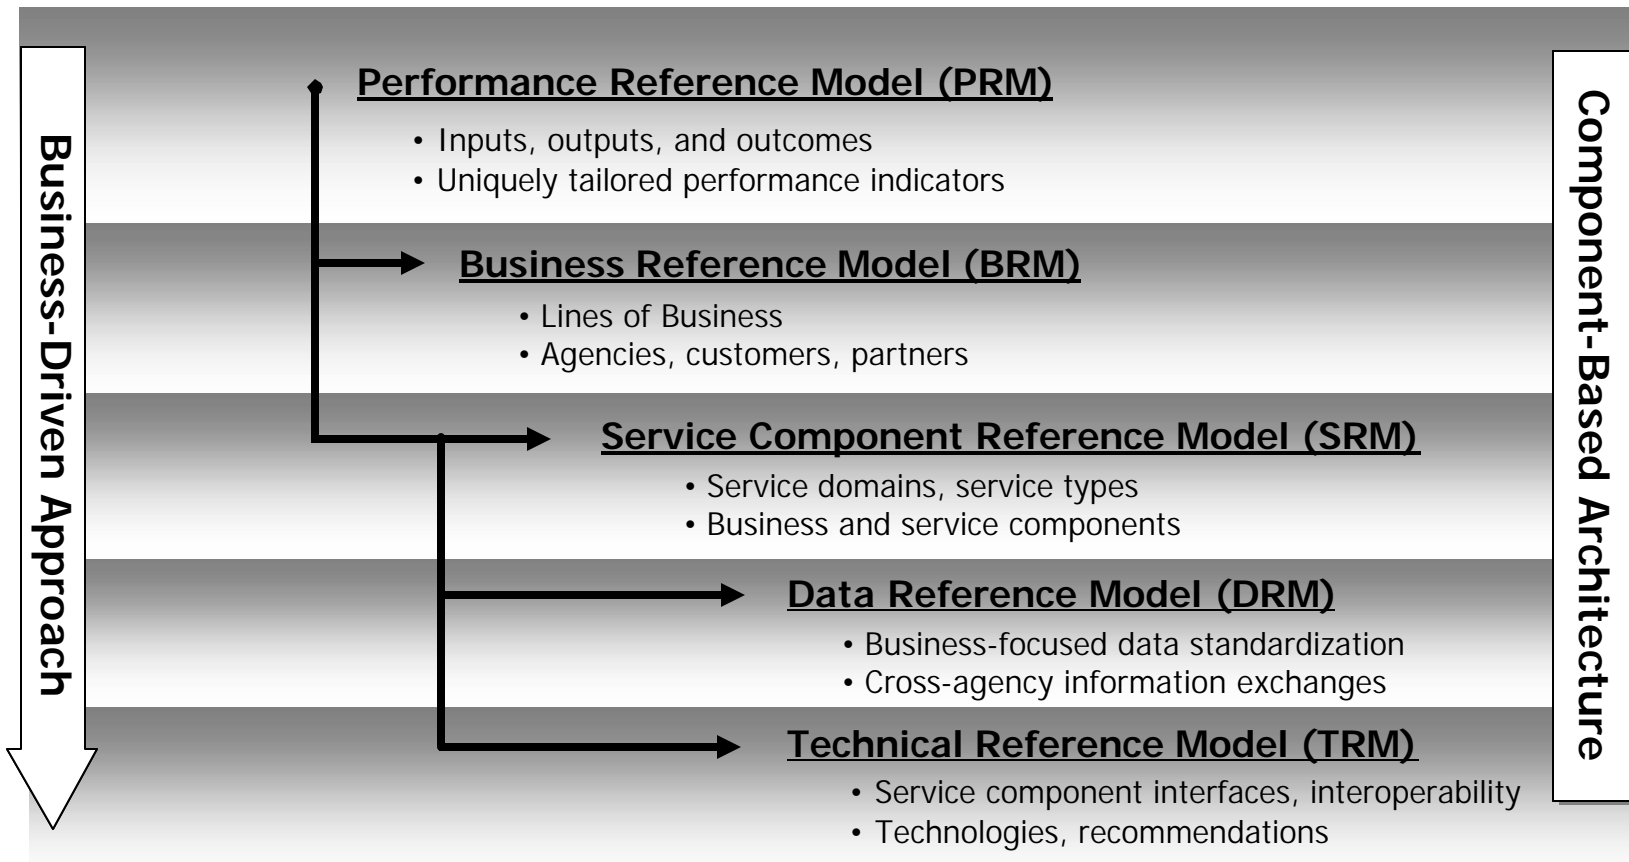 Business-Driven Approach
Performance Reference Model (PRM)
• Inputs, outputs, and outcomes
• Uniquely tailored performance indicators
Business Reference Model (BRM)
• Lines of Business
• Agencies, customers, partners
Service Component Reference Model (SRM)
• Service domains, service types
• Business and service components
Data Reference Model (DRM)
• Business-focused data standardization
• Cross-agency information exchanges
Technical Reference Model (TRM)
• Service component interfaces, interoperability
• Technologies, recommendations
Component-Based Architecture